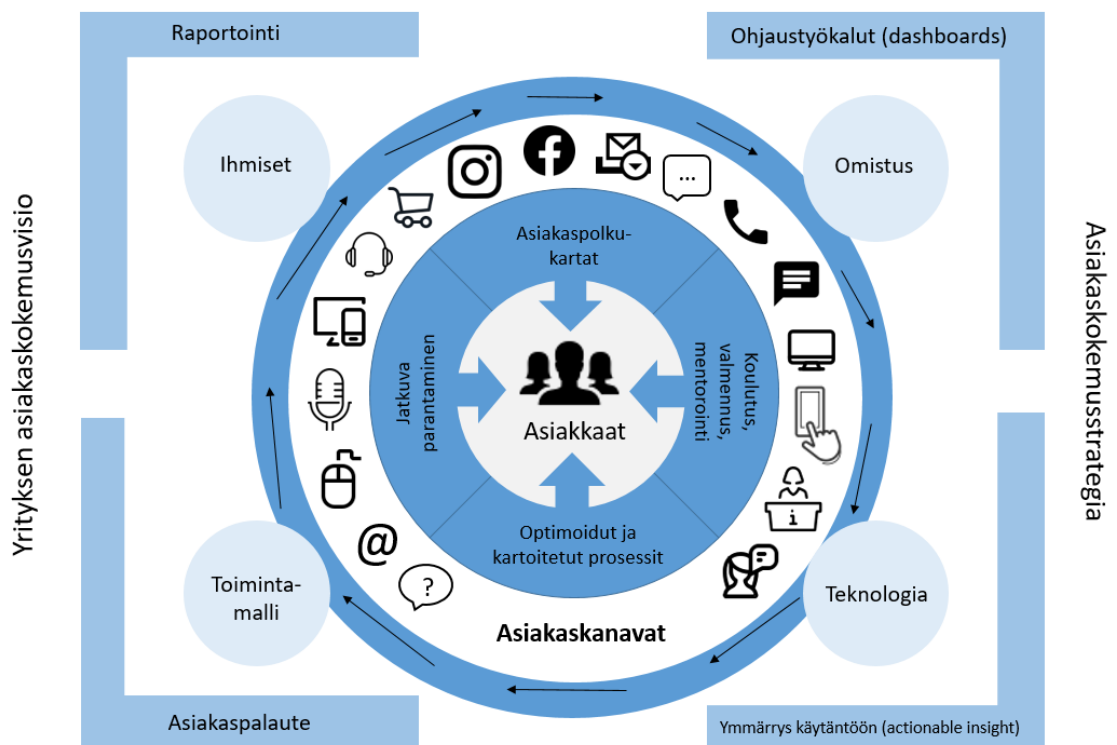 Raportointi
Ohjaustyökalut (dashboards)
Ihmiset
Omistus
Yrityksen asiakaskokemusvisio
Asiakaskokemusstrategia
...
Asiakaspolku-
kartat
Jatkuva
parantaminen
Koulutus,
valmennus,
mentorointi
Asiakkaat
Optimoidut ja
kartoitetut prosessit
i
@
?
Toiminta-
malli
Teknologia
Asiakaskanavat
Asiakaspalaute
Ymmärrys käytäntöön (actionable insight)